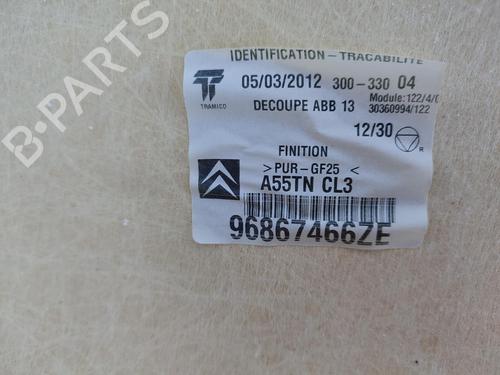 B-PARTS
IDENTIFICATION - TRACABILITE
TRAMICO
05/03/2012 300-330 04
DECOUPE ABB 13
Module: 122/4/
30360994/122
12/30
R
FINITION
>PUR-GF25 <
A55TN CL3
96867466ZE